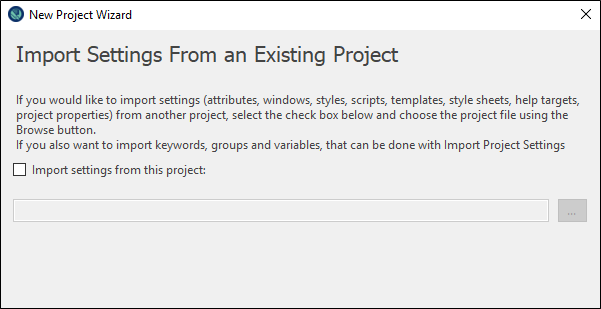 New Project Wizard
Import Settings From an Existing Project
If you would like to import settings (attributes, windows, styles, scripts, templates, style sheets, help targets,
project properties) from another project, select the check box below and choose the project file using the
Browse button.
If you also want to import keywords, groups and variables, that can be done with Import Project Settings
Import settings from this project:
...